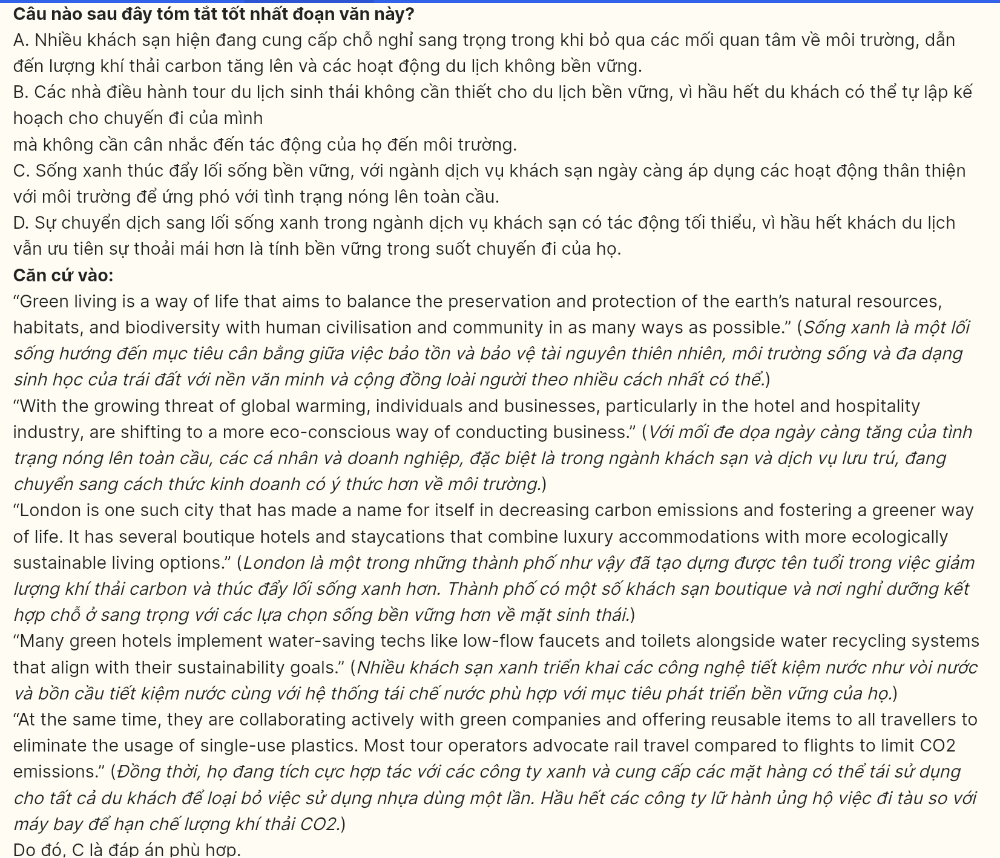 Câu nào sau đây tóm tắt tốt nhất đoạn văn này?
A. Nhiều khách sạn hiện đang cung cấp chỗ nghỉ sang trọng trong khi bỏ qua các mối quan tâm về môi trường, dẫn
đến lượng khí thải carbon tăng lên và các hoạt động du lịch không bền vững.
B. Các nhà điều hành tour du lịch sinh thái không cần thiết cho du lịch bền vững, vì hầu hết du khách có thể tự lập kế
hoạch cho chuyến đi của mình
mà không cần cân nhắc đến tác động của họ đến môi trường.
C. Sống xanh thúc đẩy lối sống bền vững, với ngành dịch vụ khách sạn ngày càng áp dụng các hoạt động thân thiện
với môi trường để ứng phó với tình trạng nóng lên toàn cầu.
D. Sự chuyển dịch sang lối sống xanh trong ngành dịch vụ khách sạn có tác động tối thiểu, vì hầu hết khách du lịch
vẫn ưu tiên sự thoải mái hơn là tính bền vững trong suốt chuyến đi của họ.
Căn cứ vào:
“Green living is a way of life that aims to balance the preservation and protection of the earth’s natural resources,
habitats, and biodiversity with human civilisation and community in as many ways as possible.” (Sống xanh là một lối
sống hướng đến mục tiêu cân bằng giữa việc bảo tồn và bảo vệ tài nguyên thiên nhiên, môi trường sống và đa dạng
sinh học của trái đất với nền văn minh và cộng đồng loài người theo nhiều cách nhất có thể.)
“With the growing threat of global warming, individuals and businesses, particularly in the hotel and hospitality
industry, are shifting to a more eco-conscious way of conducting business.” (Với mối đe dọa ngày càng tăng của tình
trạng nóng lên toàn cầu, các cá nhân và doanh nghiệp, đặc biệt là trong ngành khách sạn và dịch vụ lưu trú, đang
chuyển sang cách thức kinh doanh có ý thức hơn về môi trường.)
“London is one such city that has made a name for itself in decreasing carbon emissions and fostering a greener way
of life. It has several boutique hotels and staycations that combine luxury accommodations with more ecologically
sustainable living options.” (London là một trong những thành phố như vậy đã tạo dựng được tên tuổi trong việc giảm
lượng khí thải carbon và thúc đẩy lối sống xanh hơn. Thành phố có một số khách sạn boutique và nơi nghỉ dưỡng kết
hợp chỗ ở sang trọng với các lựa chọn sống bền vững hơn về mặt sinh thái.)
“Many green hotels implement water-saving techs like low-flow faucets and toilets alongside water recycling systems
that align with their sustainability goals.” (Nhiều khách sạn xanh triển khai các công nghệ tiết kiệm nước như vòi nước
và bồn cầu tiết kiệm nước cùng với hệ thống tái chế nước phù hợp với mục tiêu phát triển bền vững của họ.)
“At the same time, they are collaborating actively with green companies and offering reusable items to all travellers to
eliminate the usage of single-use plastics. Most tour operators advocate rail travel compared to flights to limit CO2
emissions.” (Đồng thời, họ đang tích cực hợp tác với các công ty xanh và cung cấp các mặt hàng có thể tái sử dụng
cho tất cả du khách để loại bỏ việc sử dụng nhựa dùng một lần. Hầu hết các công ty lữ hành ủng hộ việc đi tàu so với
máy bay để hạn chế lượng khí thải CO2.)
Do đó, C là đáp án phù hợp.